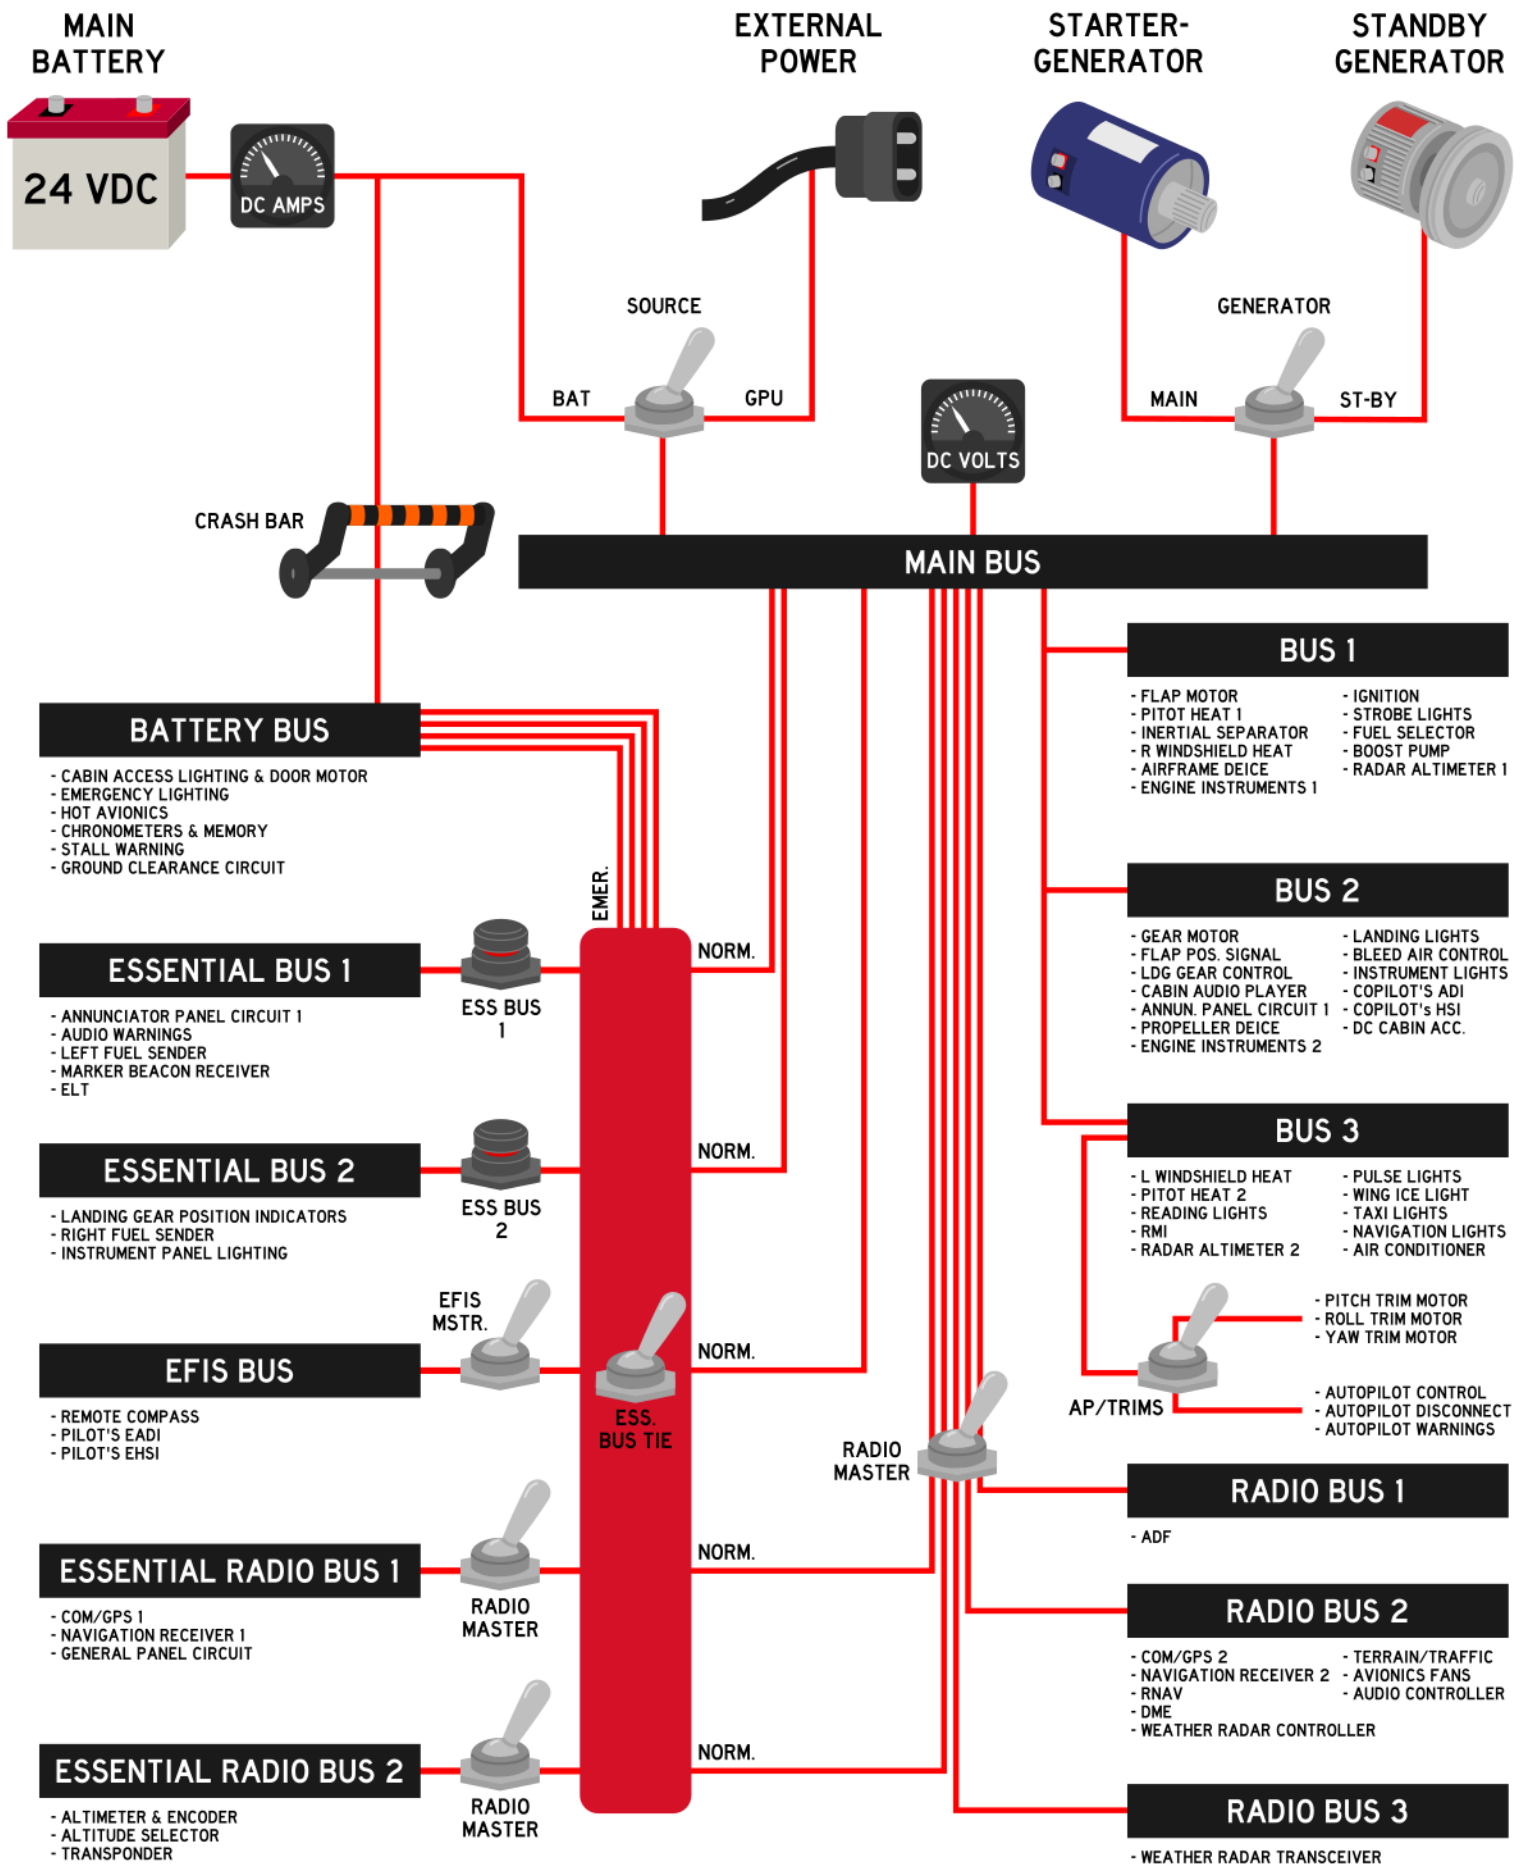 MAIN
BATTERY
EXTERNAL
POWER
STARTER-
GENERATOR
STANDBY
GENERATOR
24 VDC
DC AMPS
SOURCE
GENERATOR
BAT
GPU
MAIN
ST-BY
DC VOLTS
CRASH BAR
MAIN BUS
BATTERY BUS
- CABIN ACCESS LIGHTING & DOOR MOTOR
- EMERGENCY LIGHTING
- HOT AVIONICS
- CHRONOMETERS & MEMORY
- STALL WARNING
- GROUND CLEARANCE CIRCUIT
EMER.
ESSENTIAL BUS 1
- ANNUNCIATOR PANEL CIRCUIT 1
- AUDIO WARNINGS
- LEFT FUEL SENDER
- MARKER BEACON RECEIVER
- ELT
ESS BUS
1
NORM.
ESSENTIAL BUS 2
- LANDING GEAR POSITION INDICATORS
- RIGHT FUEL SENDER
- INSTRUMENT PANEL LIGHTING
ESS BUS
2
NORM.
EFIS BUS
- REMOTE COMPASS
- PILOT'S EADI
- PILOT'S EHSI
EFIS
MSTR.
NORM.
ESS.
BUS TIE
ESSENTIAL RADIO BUS 1
- COM/GPS 1
- NAVIGATION RECEIVER 1
- GENERAL PANEL CIRCUIT
RADIO
MASTER
NORM.
ESSENTIAL RADIO BUS 2
- ALTIMETER & ENCODER
- ALTITUDE SELECTOR
- TRANSPONDER
RADIO
MASTER
NORM.
BUS 1
- FLAP MOTOR
- PITOT HEAT 1
- INERTIAL SEPARATOR
- R WINDSHIELD HEAT
- AIRFRAME DEICE
- ENGINE INSTRUMENTS 1
- IGNITION
- STROBE LIGHTS
- FUEL SELECTOR
- BOOST PUMP
- RADAR ALTIMETER 1
BUS 2
- GEAR MOTOR
- FLAP POS. SIGNAL
- LDG GEAR CONTROL
- CABIN AUDIO PLAYER
- ANNUN. PANEL CIRCUIT 1
- PROPELLER DEICE
- ENGINE INSTRUMENTS 2
- LANDING LIGHTS
- BLEED AIR CONTROL
- INSTRUMENT LIGHTS
- COPILOT'S ADI
- COPILOT's HSI
- DC CABIN ACC.
BUS 3
- L WINDSHIELD HEAT
- PITOT HEAT 2
- READING LIGHTS
- RMI
- RADAR ALTIMETER 2
- PULSE LIGHTS
- WING ICE LIGHT
- TAXI LIGHTS
- NAVIGATION LIGHTS
- AIR CONDITIONER
- PITCH TRIM MOTOR
- ROLL TRIM MOTOR
- YAW TRIM MOTOR
AP/TRIMS
- AUTOPILOT CONTROL
- AUTOPILOT DISCONNECT
- AUTOPILOT WARNINGS
RADIO
MASTER
RADIO BUS 1
- ADF
RADIO BUS 2
- COM/GPS 2
- NAVIGATION RECEIVER 2
- RNAV
- DME
- WEATHER RADAR CONTROLLER
- TERRAIN/TRAFFIC
- AVIONICS FANS
- AUDIO CONTROLLER
RADIO BUS 3
- WEATHER RADAR TRANSCEIVER